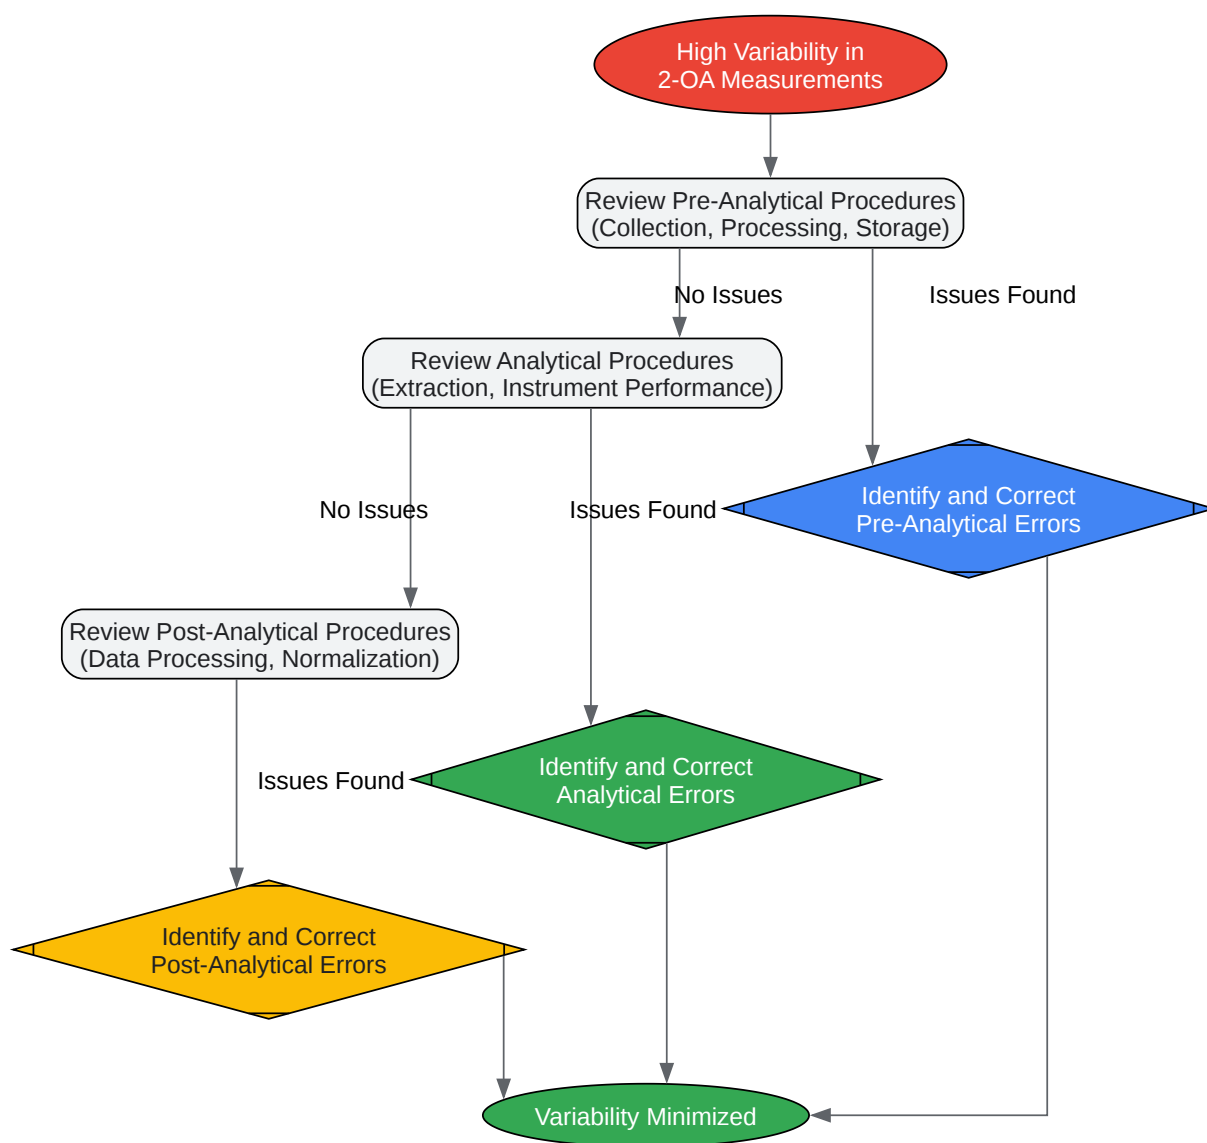 High Variability in
2-OA Measurements
Review Pre-Analytical Procedures
(Collection, Processing, Storage)
No Issues
Issues Found
Review Analytical Procedures
(Extraction, Instrument Performance)
Identify and Correct
Pre-Analytical Errors
No Issues
Issues Found
Review Post-Analytical Procedures
(Data Processing, Normalization)
Identify and Correct
Analytical Errors
Issues Found
Identify and Correct
Post-Analytical Errors
Variability Minimized